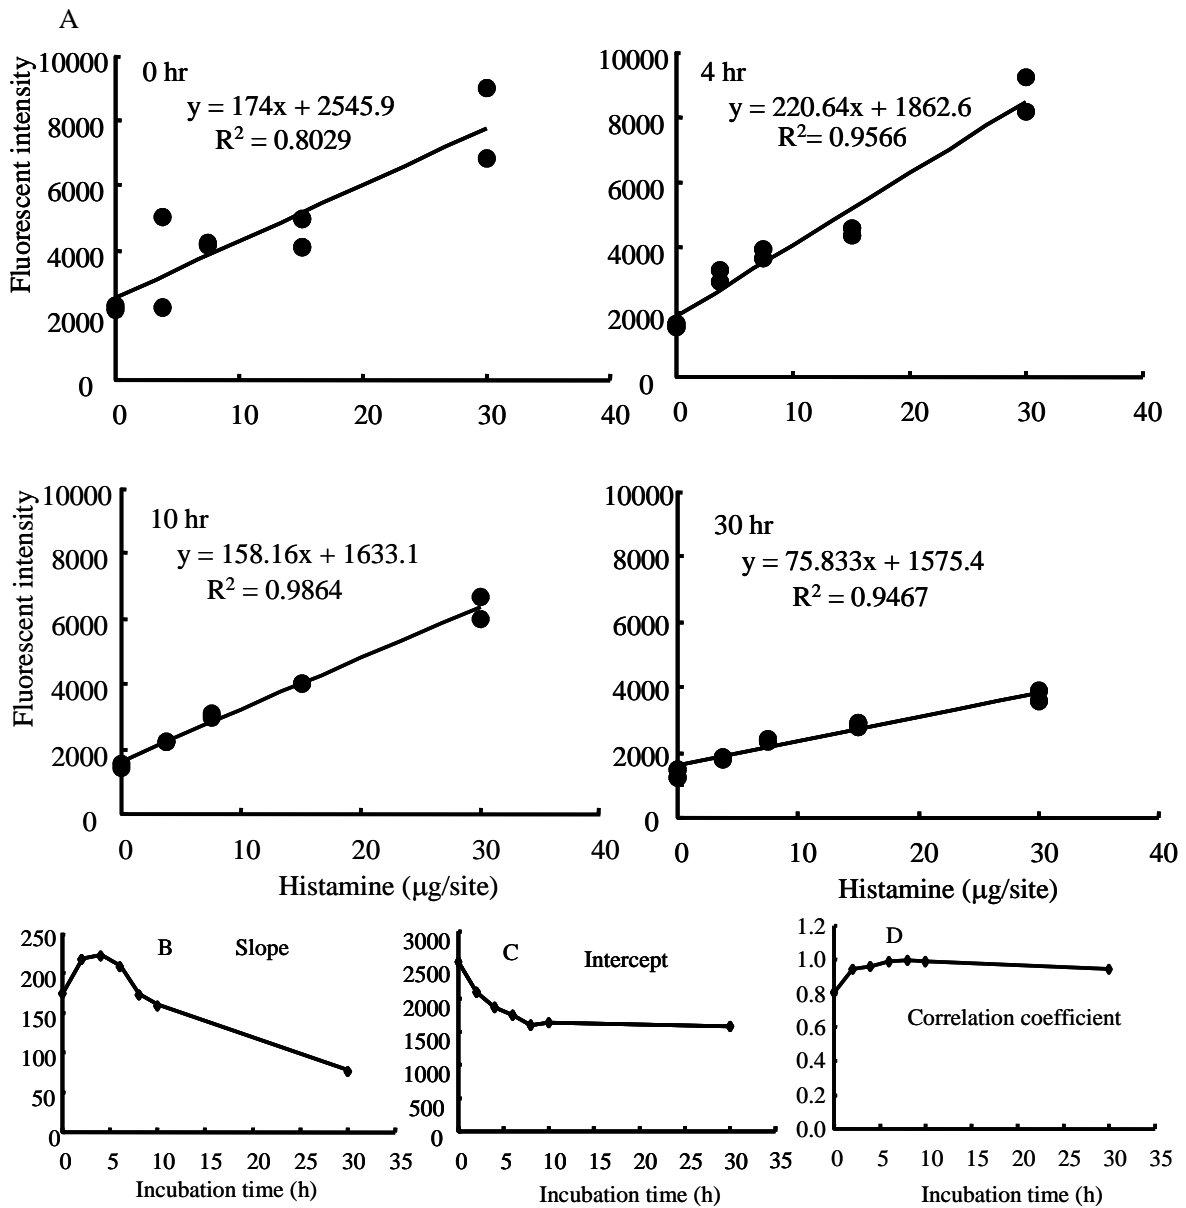 A
Fluorescent intensity
10000
8000
6000
4000
2000
0
0 hr
y = 174x + 2545.9
R² = 0.8029
0 10 20 30 40
10000
8000
6000
4000
2000
0
4 hr
y = 220.64x + 1862.6
R²= 0.9566
0 10 20 30 40
Fluorescent intensity
10000
8000
6000
4000
2000
0
10 hr
y = 158.16x + 1633.1
R² = 0.9864
0 10 20 30 40
Histamine (μg/site)
10000
8000
6000
4000
2000
0
30 hr
y = 75.833x + 1575.4
R² = 0.9467
0 10 20 30 40
Histamine (μg/site)
250
200
150
100
50
0
B Slope
0 5 10 15 20 25 30 35
Incubation time (h)
3000
2500
2000
1500
1000
500
0
C Intercept
0 5 10 15 20 25 30 35
Incubation time (h)
1.2
1.0
0.8
0.6
0.4
0.2
0.0
D
Correlation coefficient
0 5 10 15 20 25 30 35
Incubation time (h)